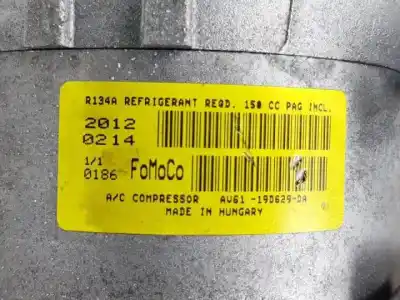 R134A REFRIGERANT REQD. 150 CC PAG INCL.
2012
0214
1/1
0186 FoMoCo
A/C COMPRESSOR AV61-19D629-DA
MADE IN HUNGARY